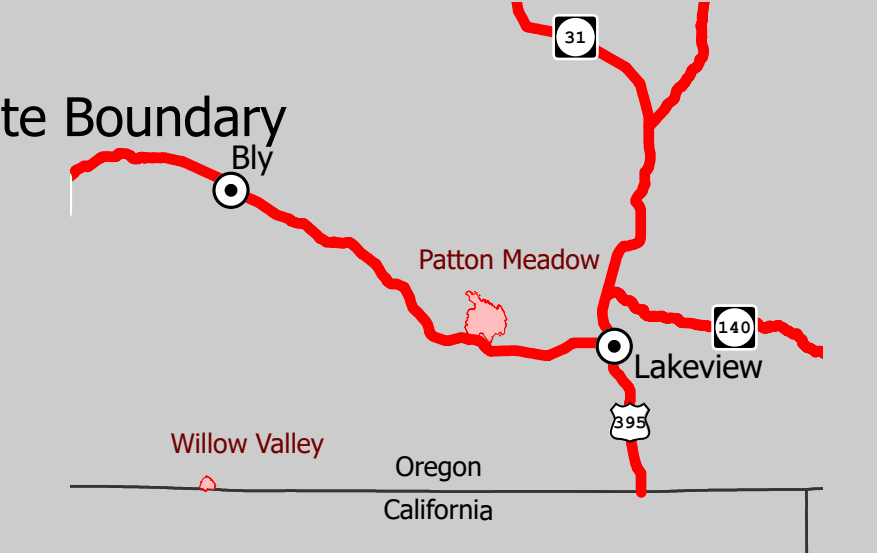 31
te Boundary
Bly
Patton Meadow
140
Lakeview
395
Willow Valley
Oregon
California